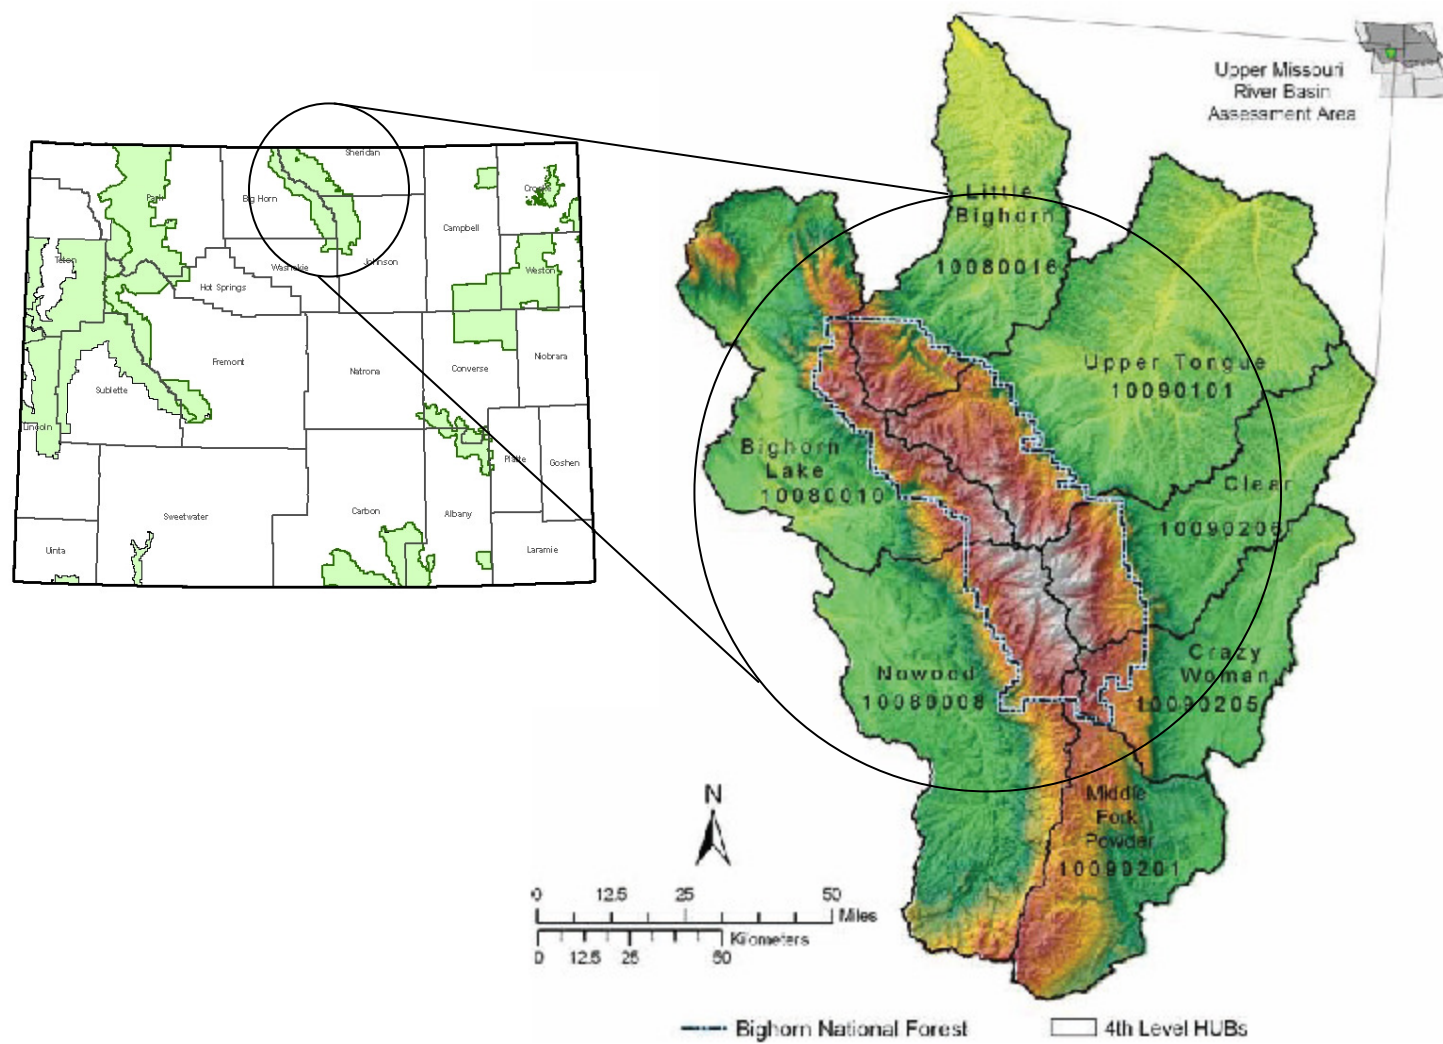 Sheridan
Park
Big Horn
Crook
Campbell
Teton
Washakie
Johnson
Weston
Hot Springs
Fremont
Natrona
Converse
Niobrara
Sublette
Lincoln
Platte
Goshen
Sweetwater
Carbon
Albany
Uinta
Laramie
Upper Missouri
River Basin
Assessment Area
Little
Bighorn
10080016
Upper Tongue
10090101
Bighorn
Lake
10080010
Clear
10090206
Nowood
10080008
Crazy
Woman
10090205
Middle
Fork
Powder
10090201
N
0 12.5 25 50
Miles
Kilometers
0 12.5 25 50
Bighorn National Forest
4th Level HUBs